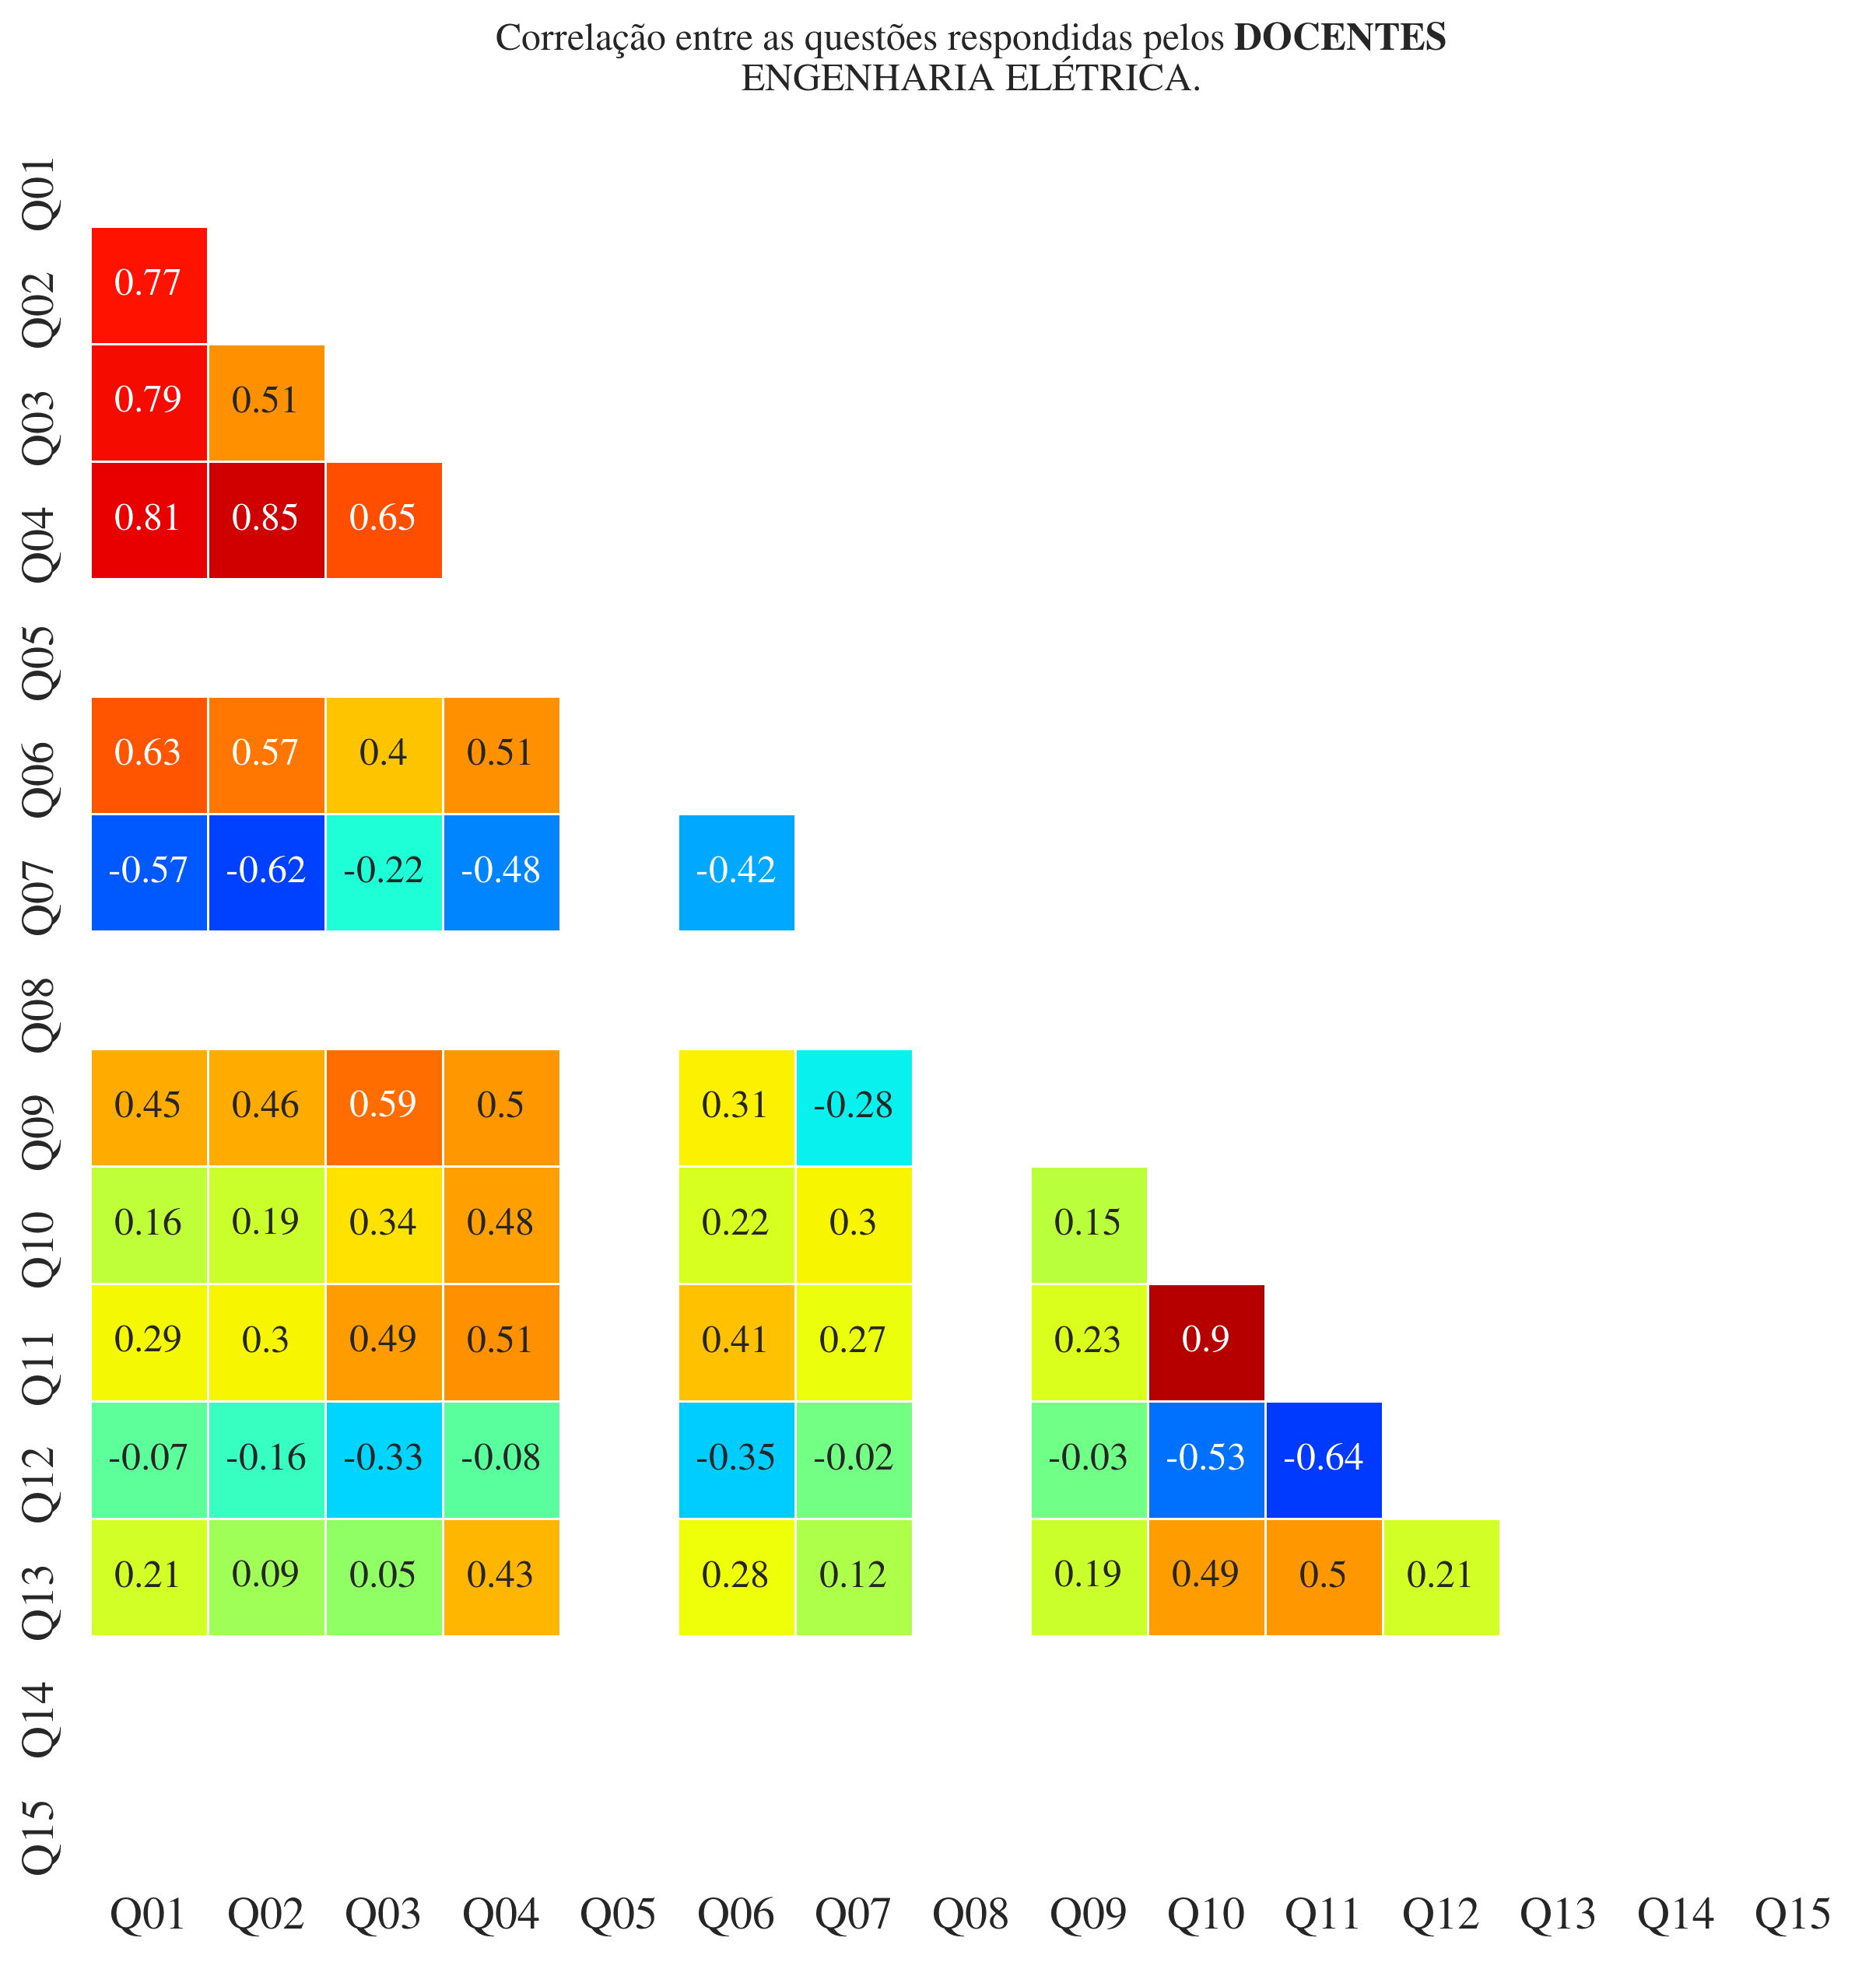 Correlação entre as questões respondidas pelos DOCENTES
ENGENHARIA ELÉTRICA.
Q01
Q02 0.77
Q03 0.79 0.51
Q04 0.81 0.85 0.65
Q05
Q06 0.63 0.57 0.4 0.51
Q07 -0.57 -0.62 -0.22 -0.48 -0.42
Q08
Q09 0.45 0.46 0.59 0.5 0.31 -0.28
Q10 0.16 0.19 0.34 0.48 0.22 0.3 0.15
Q11 0.29 0.3 0.49 0.51 0.41 0.27 0.23 0.9
Q12 -0.07 -0.16 -0.33 -0.08 -0.35 -0.02 -0.03 -0.53 -0.64
Q13 0.21 0.09 0.05 0.43 0.28 0.12 0.19 0.49 0.5 0.21
Q14
Q15
Q01 Q02 Q03 Q04 Q05 Q06 Q07 Q08 Q09 Q10 Q11 Q12 Q13 Q14 Q15